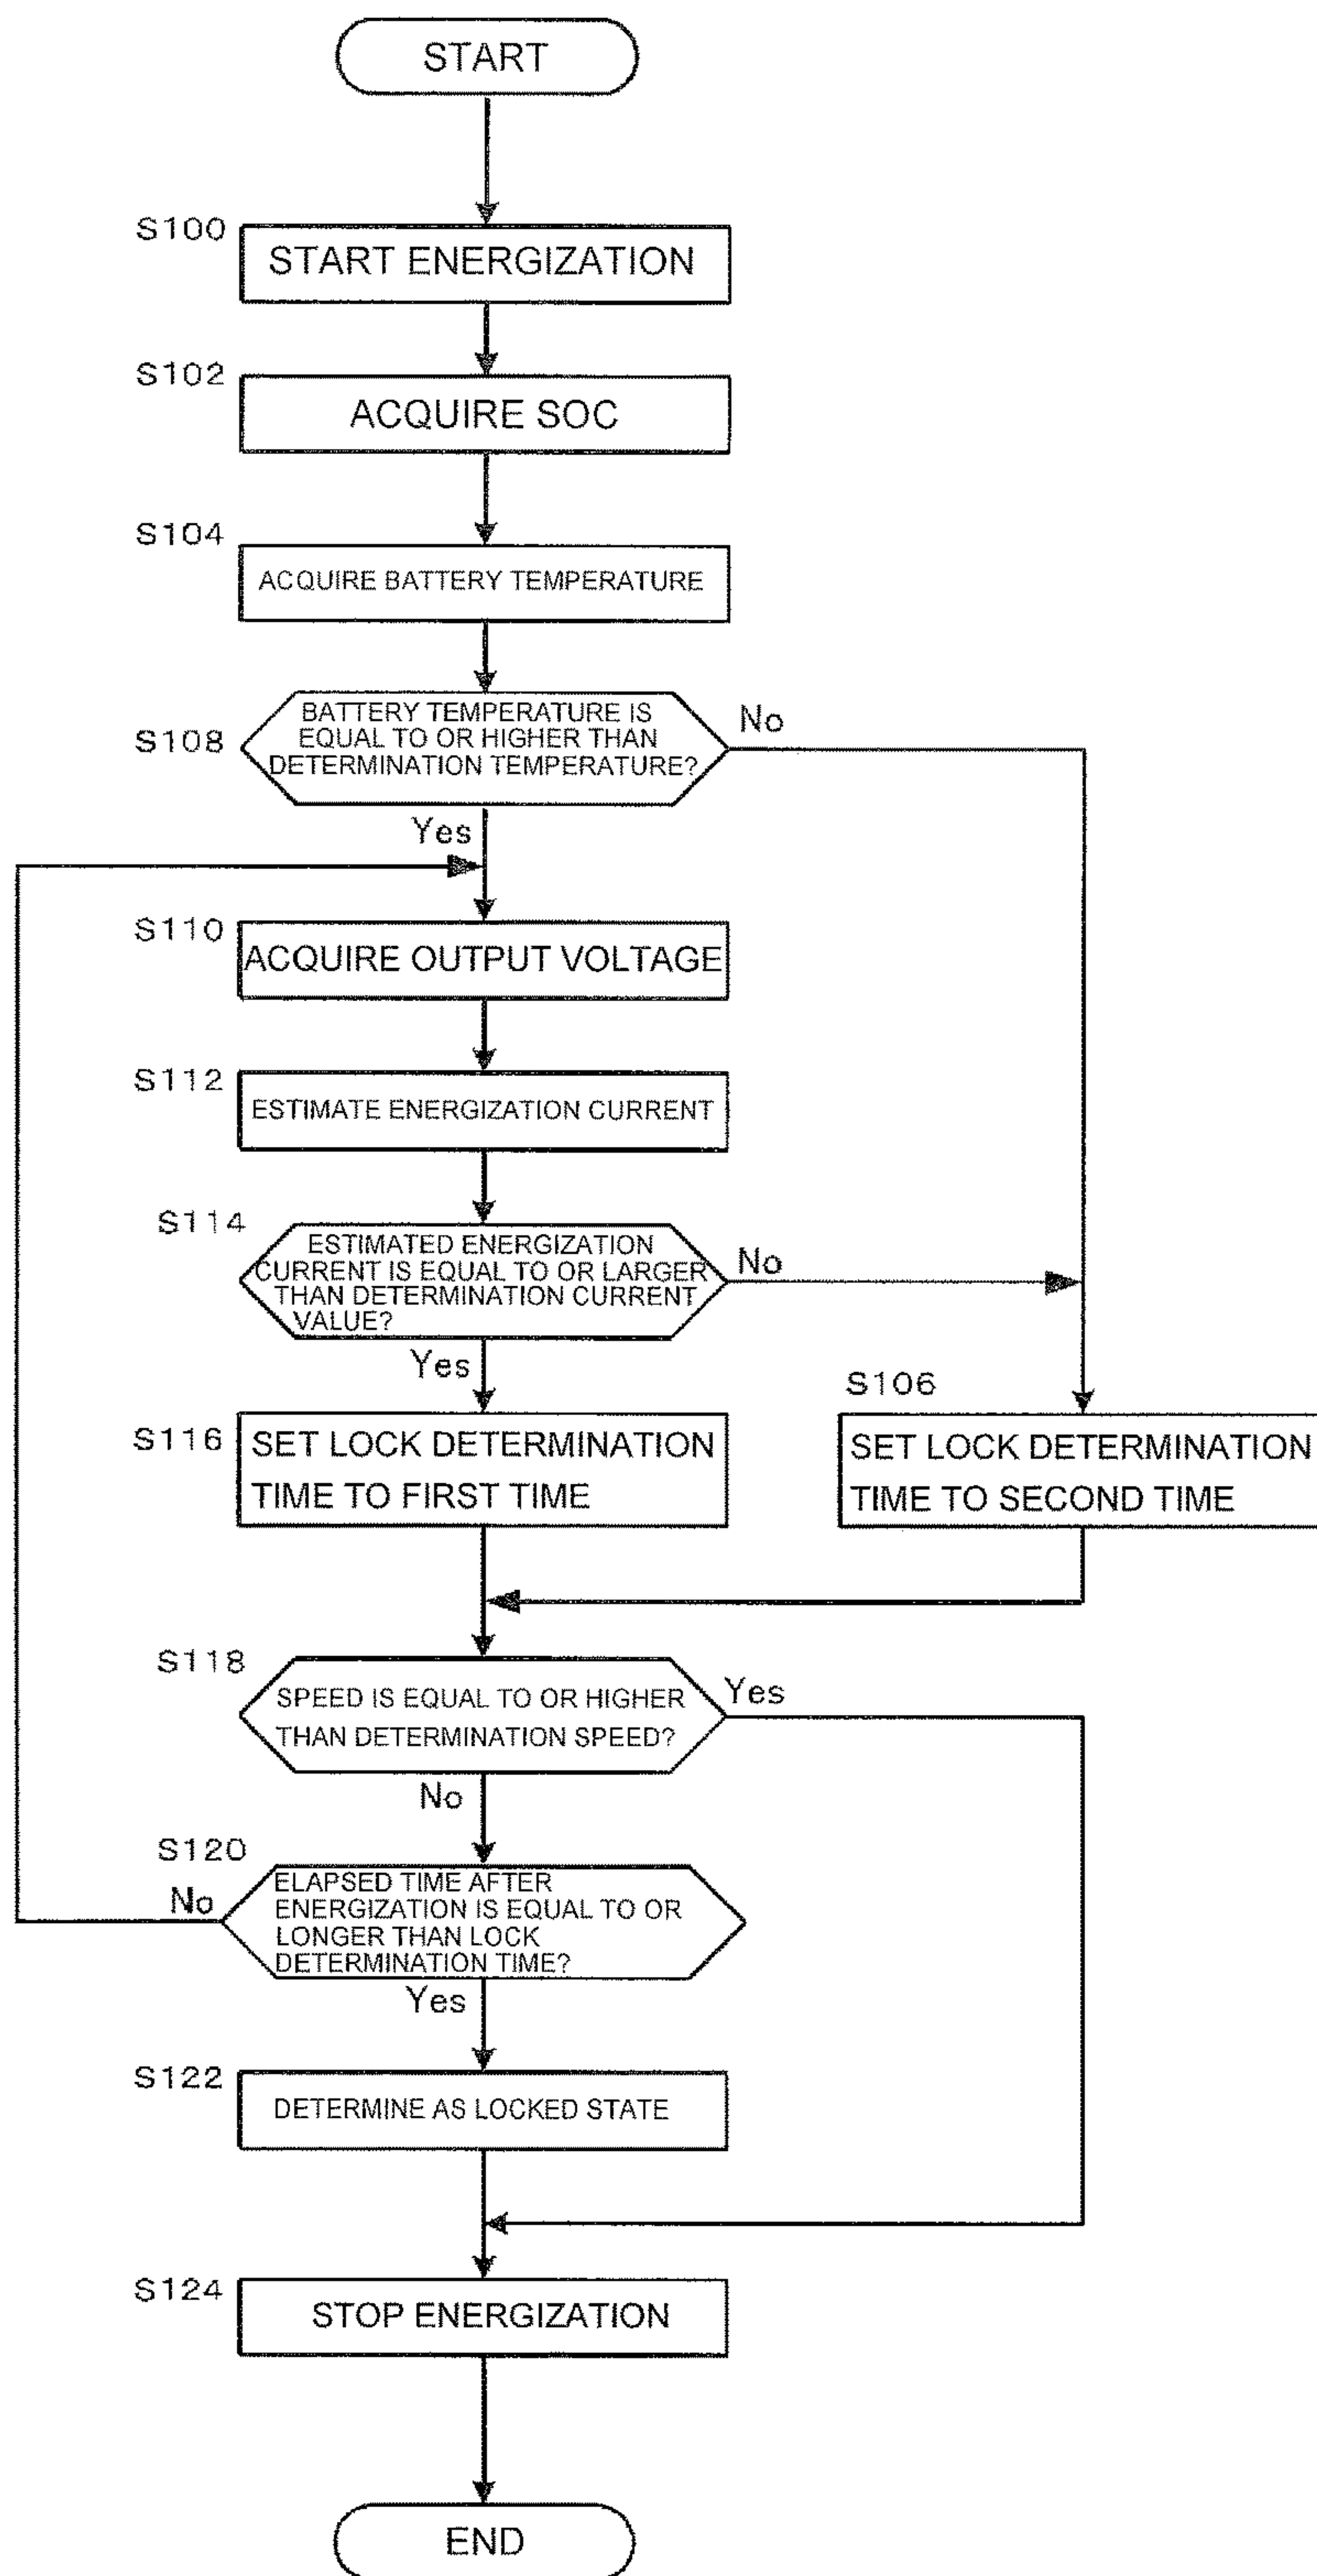 START
S100
START ENERGIZATION
S102
ACQUIRE SOC
S104
ACQUIRE BATTERY TEMPERATURE
S108
BATTERY TEMPERATURE IS
EQUAL TO OR HIGHER THAN
DETERMINATION TEMPERATURE?
No
Yes
S110
ACQUIRE OUTPUT VOLTAGE
S112
ESTIMATE ENERGIZATION CURRENT
S114
ESTIMATED ENERGIZATION
CURRENT IS EQUAL TO OR LARGER
THAN DETERMINATION CURRENT
VALUE?
No
Yes
S116
SET LOCK DETERMINATION
TIME TO FIRST TIME
S106
SET LOCK DETERMINATION
TIME TO SECOND TIME
S118
SPEED IS EQUAL TO OR HIGHER
THAN DETERMINATION SPEED?
Yes
No
S120
ELAPSED TIME AFTER
ENERGIZATION IS EQUAL TO OR
LONGER THAN LOCK
DETERMINATION TIME?
No
Yes
S122
DETERMINE AS LOCKED STATE
S124
STOP ENERGIZATION
END